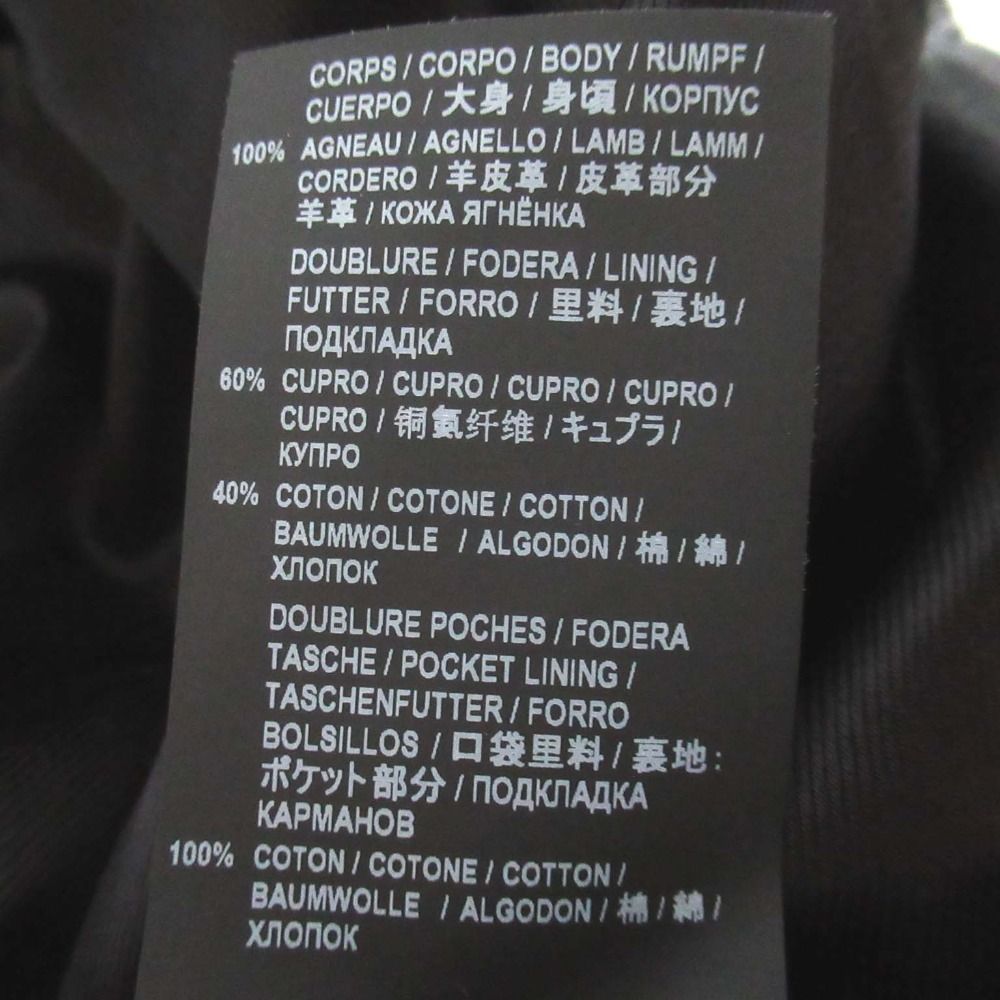 CORPS / CORPO / BODY / RUMPF /
CUERPO / 大身 / 身頃 / КОРПУС
100% AGNEAU / AGNELLO / LAMB / LAMM /
CORDERO / 羊皮革 / 皮革部分
羊革 / КОЖА ЯГНЁНКА
DOUBLURE / FODERA / LINING /
FUTTER / FORRO / 里料 / 裏地 /
ПОДКЛАДКА
60% CUPRO / CUPRO / CUPRO / CUPRO /
CUPRO / 铜氨纤维 / キュプラ /
КУПРО
40% COTON / COTONE / COTTON /
BAUMWOLLE / ALGODON / 棉 / 綿 /
ХЛОПОК
DOUBLURE POCHES / FODERA
TASCHE / POCKET LINING /
TASCHENFUTTER / FORRO
BOLSILLOS / 口袋里料 / 裏地:
ポケット部分 / ПОДКЛАДКА
КАРМАНОВ
100% COTON / COTONE / COTTON /
BAUMWOLLE / ALGODON / 棉 / 綿 /
ХЛОПОК